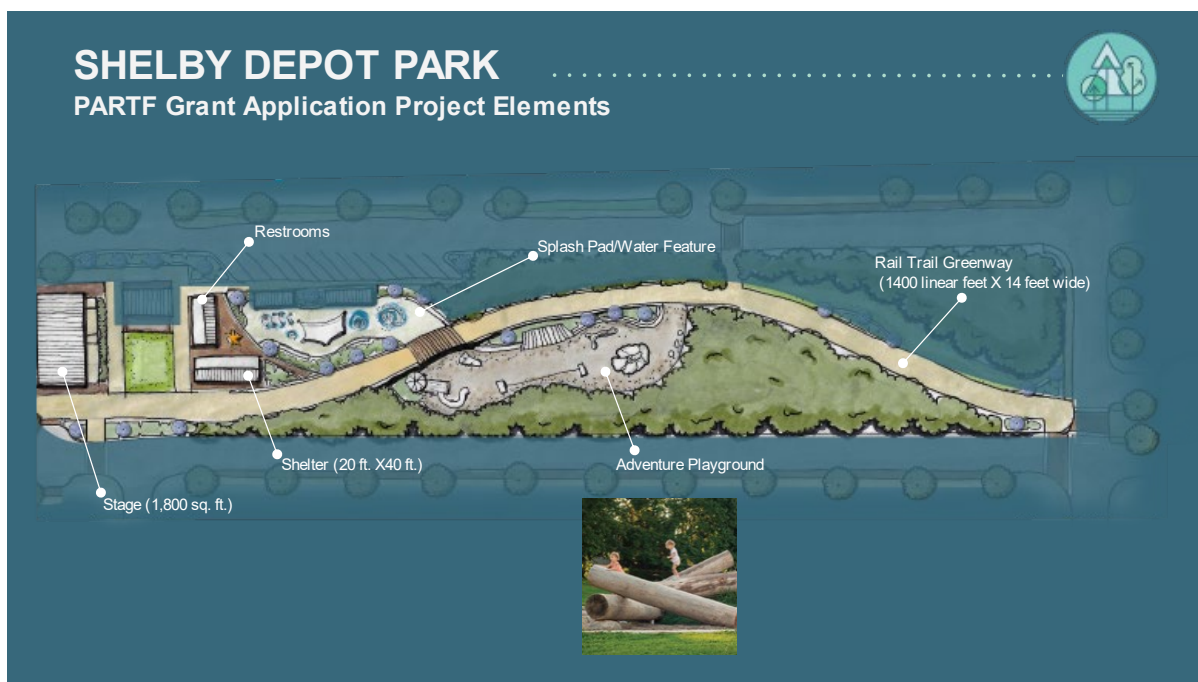 SHELBY DEPOT PARK
PARTF Grant Application Project Elements
Restrooms
Splash Pad/Water Feature
Rail Trail Greenway
(1400 linear feet X 14 feet wide)
Shelter (20 ft. X40 ft.)
Adventure Playground
Stage (1,800 sq. ft.)